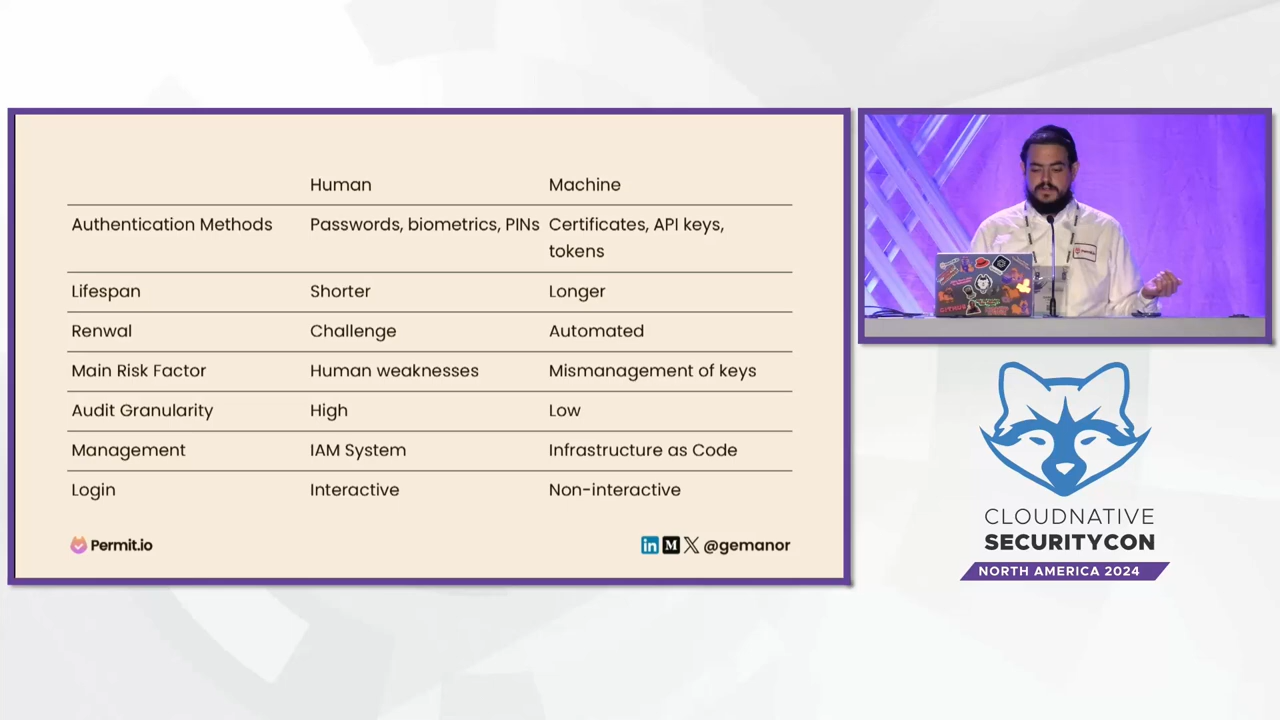 Human Machine
Authentication Methods Passwords, biometrics, PINs Certificates, API keys,
tokens
Lifespan Shorter Longer
Renwal Challenge Automated
Main Risk Factor Human weaknesses Mismanagement of keys
Audit Granularity High Low
Management IAM System Infrastructure as Code
Login Interactive Non-interactive
Permit.io
in M X @gemanor
CLOUDNATIVE
SECURITYCON
NORTH AMERICA 2024